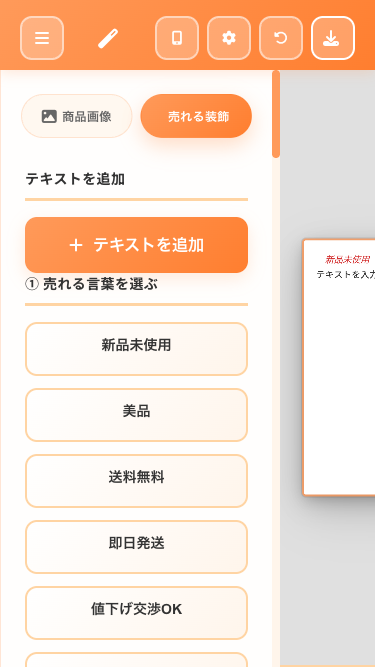 商品画像
売れる装飾
テキストを追加
＋ テキストを追加
① 売れる言葉を選ぶ
新品未使用
美品
送料無料
即日発送
値下げ交渉OK
新品未使用
テキストを入力